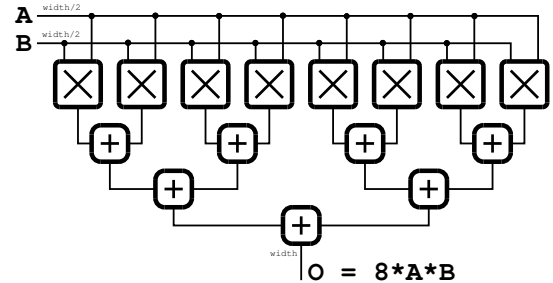 A width/2
B width/2
× × × × × × × ×
+ + + +
+ +
+
width
O = 8*A*B